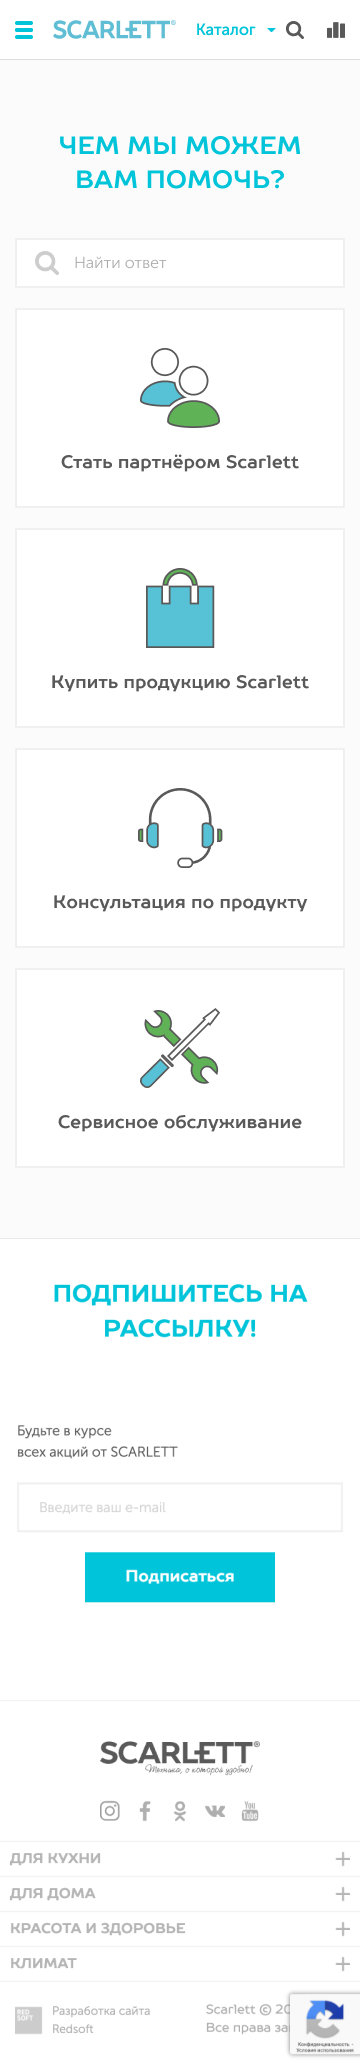 SCARLETT®
Каталог
ЧЕМ МЫ МОЖЕМ
ВАМ ПОМОЧЬ?
Найти ответ
Стать партнёром Scarlett
Купить продукцию Scarlett
Консультация по продукту
Сервисное обслуживание
ПОДПИШИТЕСЬ НА
РАССЫЛКУ!
Будьте в курсе
всех акций от SCARLETT
Введите ваш e-mail
Подписаться
SCARLETT®
Техника, с которой удобно!
You
Tube
ДЛЯ КУХНИ
ДЛЯ ДОМА
КРАСОТА И ЗДОРОВЬЕ
КЛИМАТ
RED
SOFT
Разработка сайта
Redsoft
Scarlett © 20
Все права за
Конфиденциальность -
Условия использования